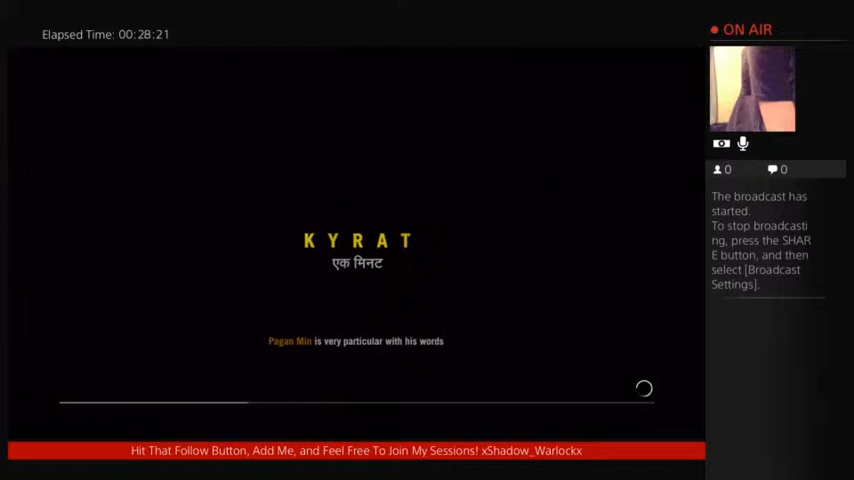 Elapsed Time: 00:28:21
ON AIR
KYRAT
एक मिनट
Pagan Min is very particular with his words
Hit That Follow Button, Add Me, and Feel Free To Join My Sessions! xShadow_Warlockx
0 0
The broadcast has
started.
To stop broadcasti
ng, press the SHAR
E button, and then
select [Broadcast
Settings].